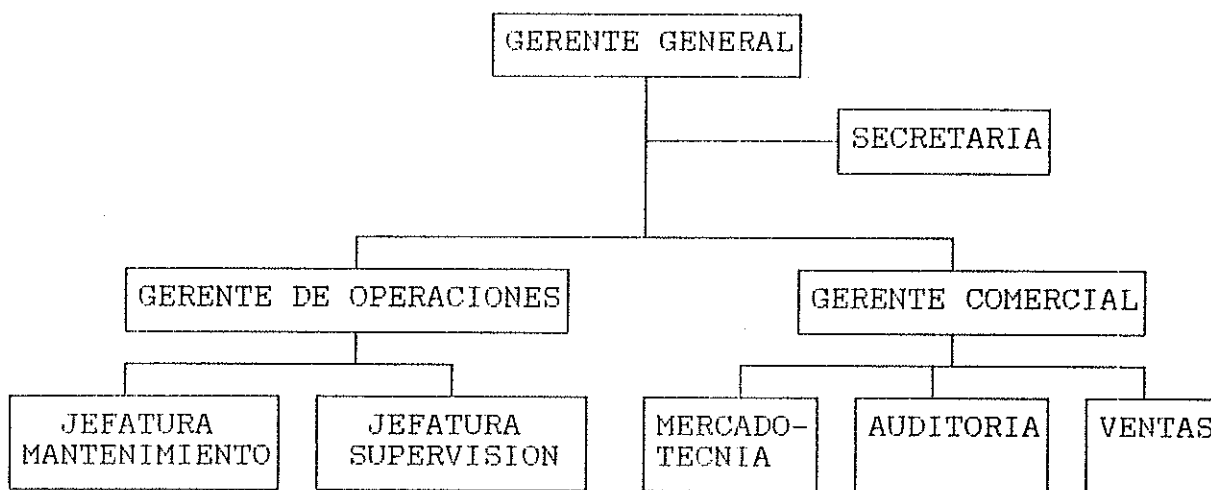 GERENTE GENERAL
SECRETARIA
GERENTE DE OPERACIONES
GERENTE COMERCIAL
JEFATURA
MANTENIMIENTO
JEFATURA
SUPERVISION
MERCADO-
TECNIA
AUDITORIA
VENTAS